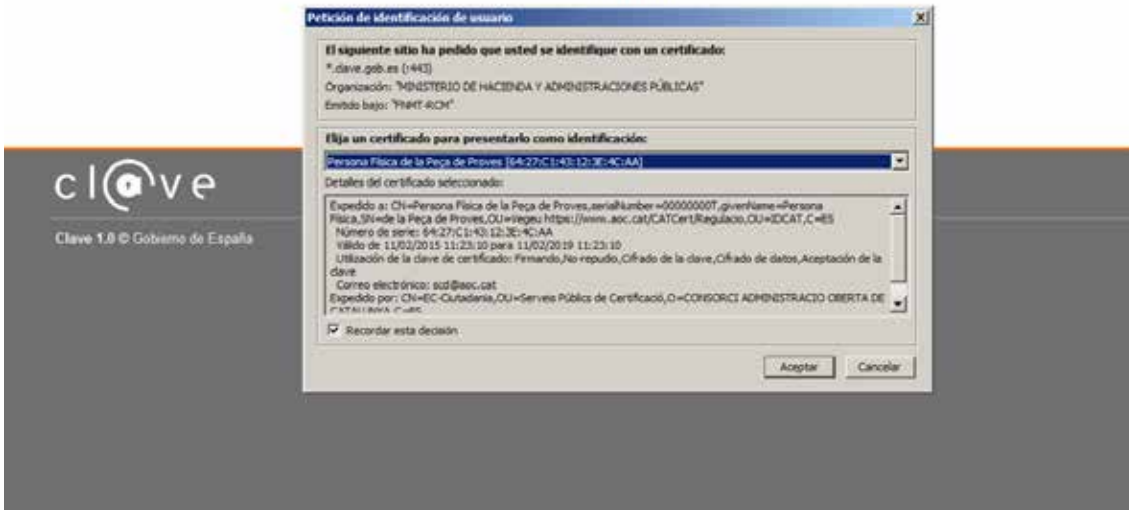 Petición de identificación de usuario
El siguiente sitio ha pedido que usted se identifique con un certificado:
*.clave.gob.es (:443)
Organización: "MINISTERIO DE HACIENDA Y ADMINISTRACIONES PÚBLICAS"
Emitido bajo: "FNMT-RCM"
Elija un certificado para presentarlo como identificación:
Persona Física de la Peça de Proves [64:27:C1:43:12:3E:4C:AA]
Detalles del certificado seleccionado:
Expedido a: CN=Persona Física de la Peça de Proves,serialNumber=00000000T,givenName=Persona
Física,SN=de la Peça de Proves,OU=Vegeu https://www.aoc.cat/CATCert/Regulacio,OU=IDCAT,C=ES
Número de serie: 64:27:C1:43:12:3E:4C:AA
Válido de 11/02/2015 11:23:10 para 11/02/2019 11:23:10
Utilización de la clave de certificado: Firmando,No repudio,Cifrado de la clave,Cifrado de datos,Aceptación de la
clave
Correo electrónico: scd@aoc.cat
Expedido por: CN=EC-Ciutadania,OU=Serveis Públics de Certificació,O=CONSORCI ADMINISTRACIO OBERTA DE
CATALUNYA,C=ES
Recordar esta decisión
Aceptar Cancelar
cl@ve
Clave 1.0 © Gobierno de España